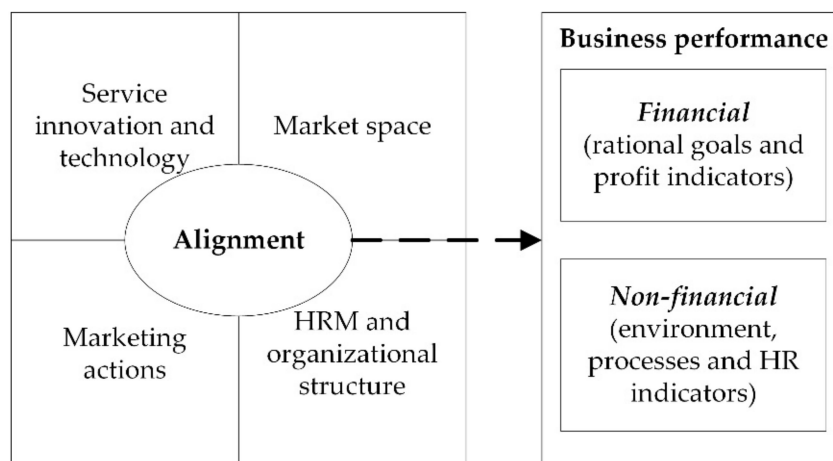 Service
innovation and
technology
Market space
Alignment
Marketing
actions
HRM and
organizational
structure
Business performance
Financial
(rational goals and
profit indicators)
Non-financial
(environment,
processes and HR
indicators)